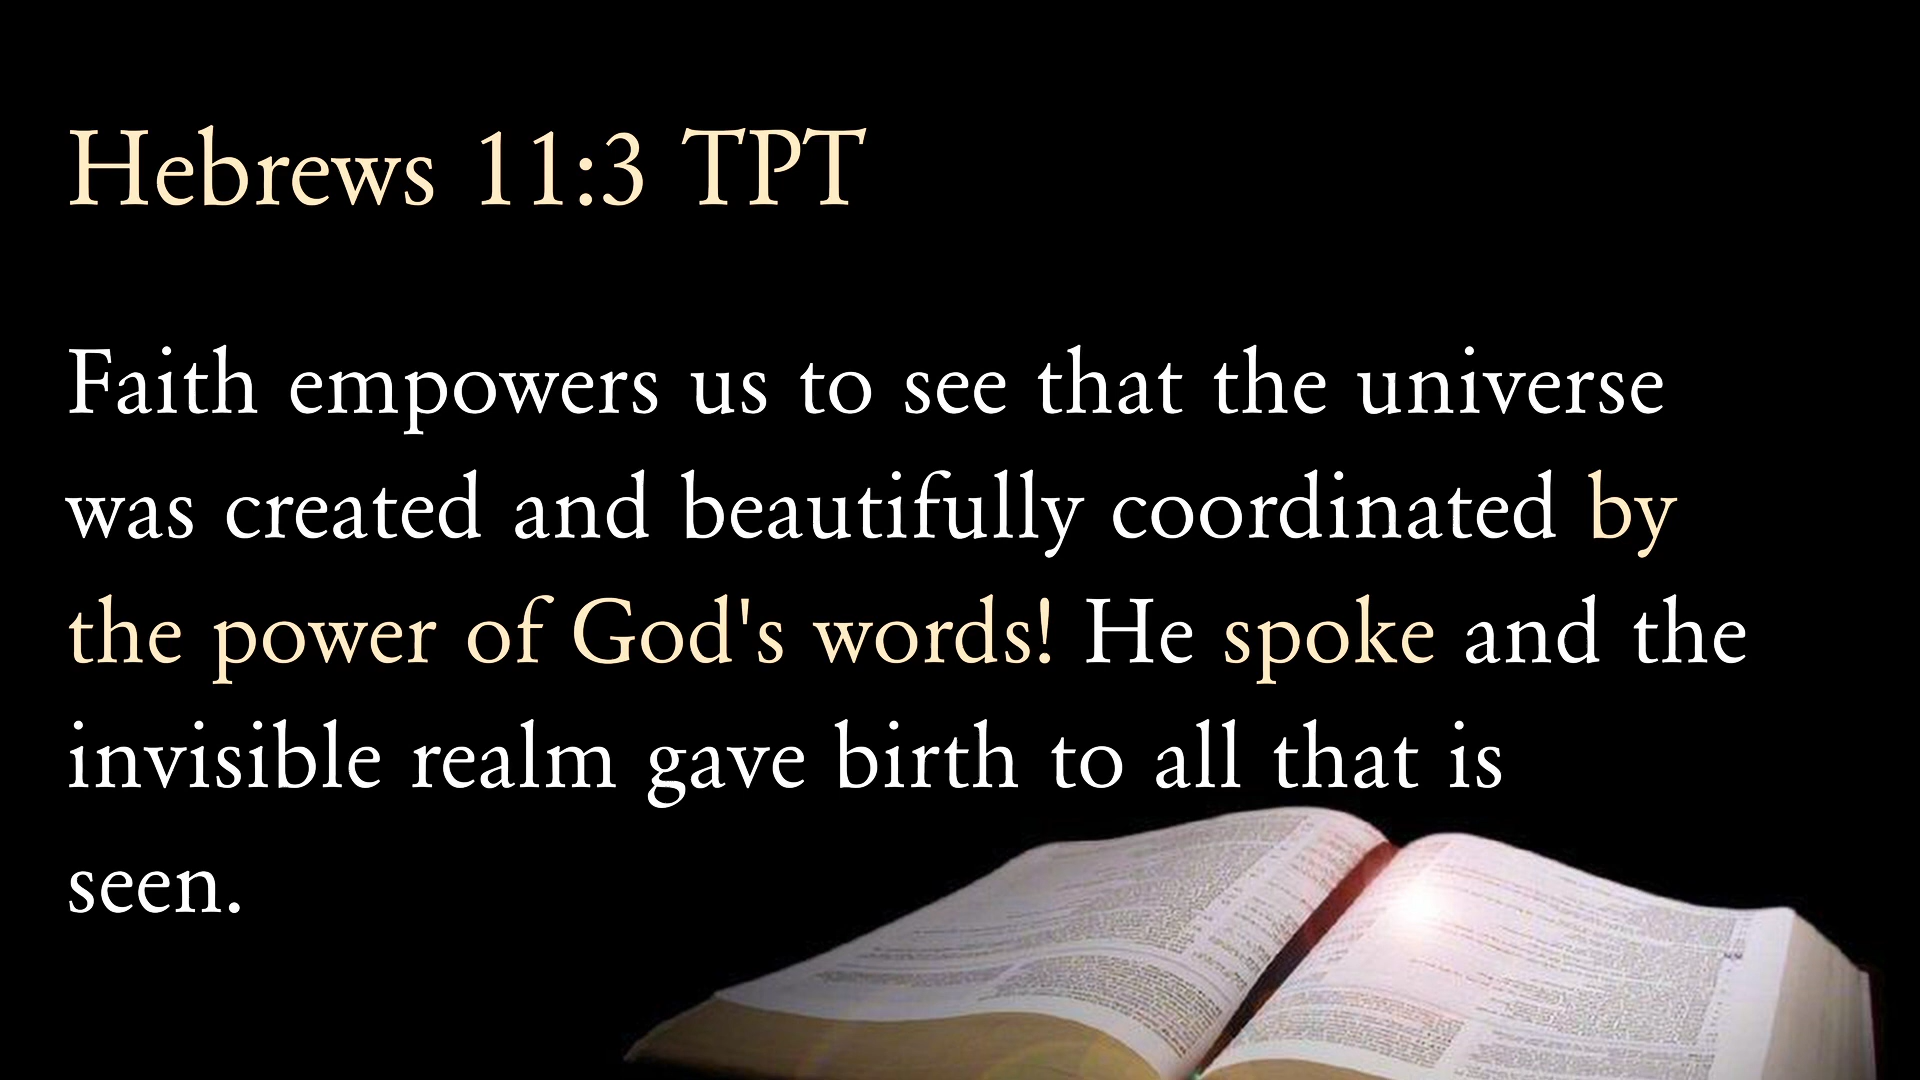 Hebrews 11:3 TPT
Faith empowers us to see that the universe
was created and beautifully coordinated by
the power of God's words! He spoke and the
invisible realm gave birth to all that is
seen.